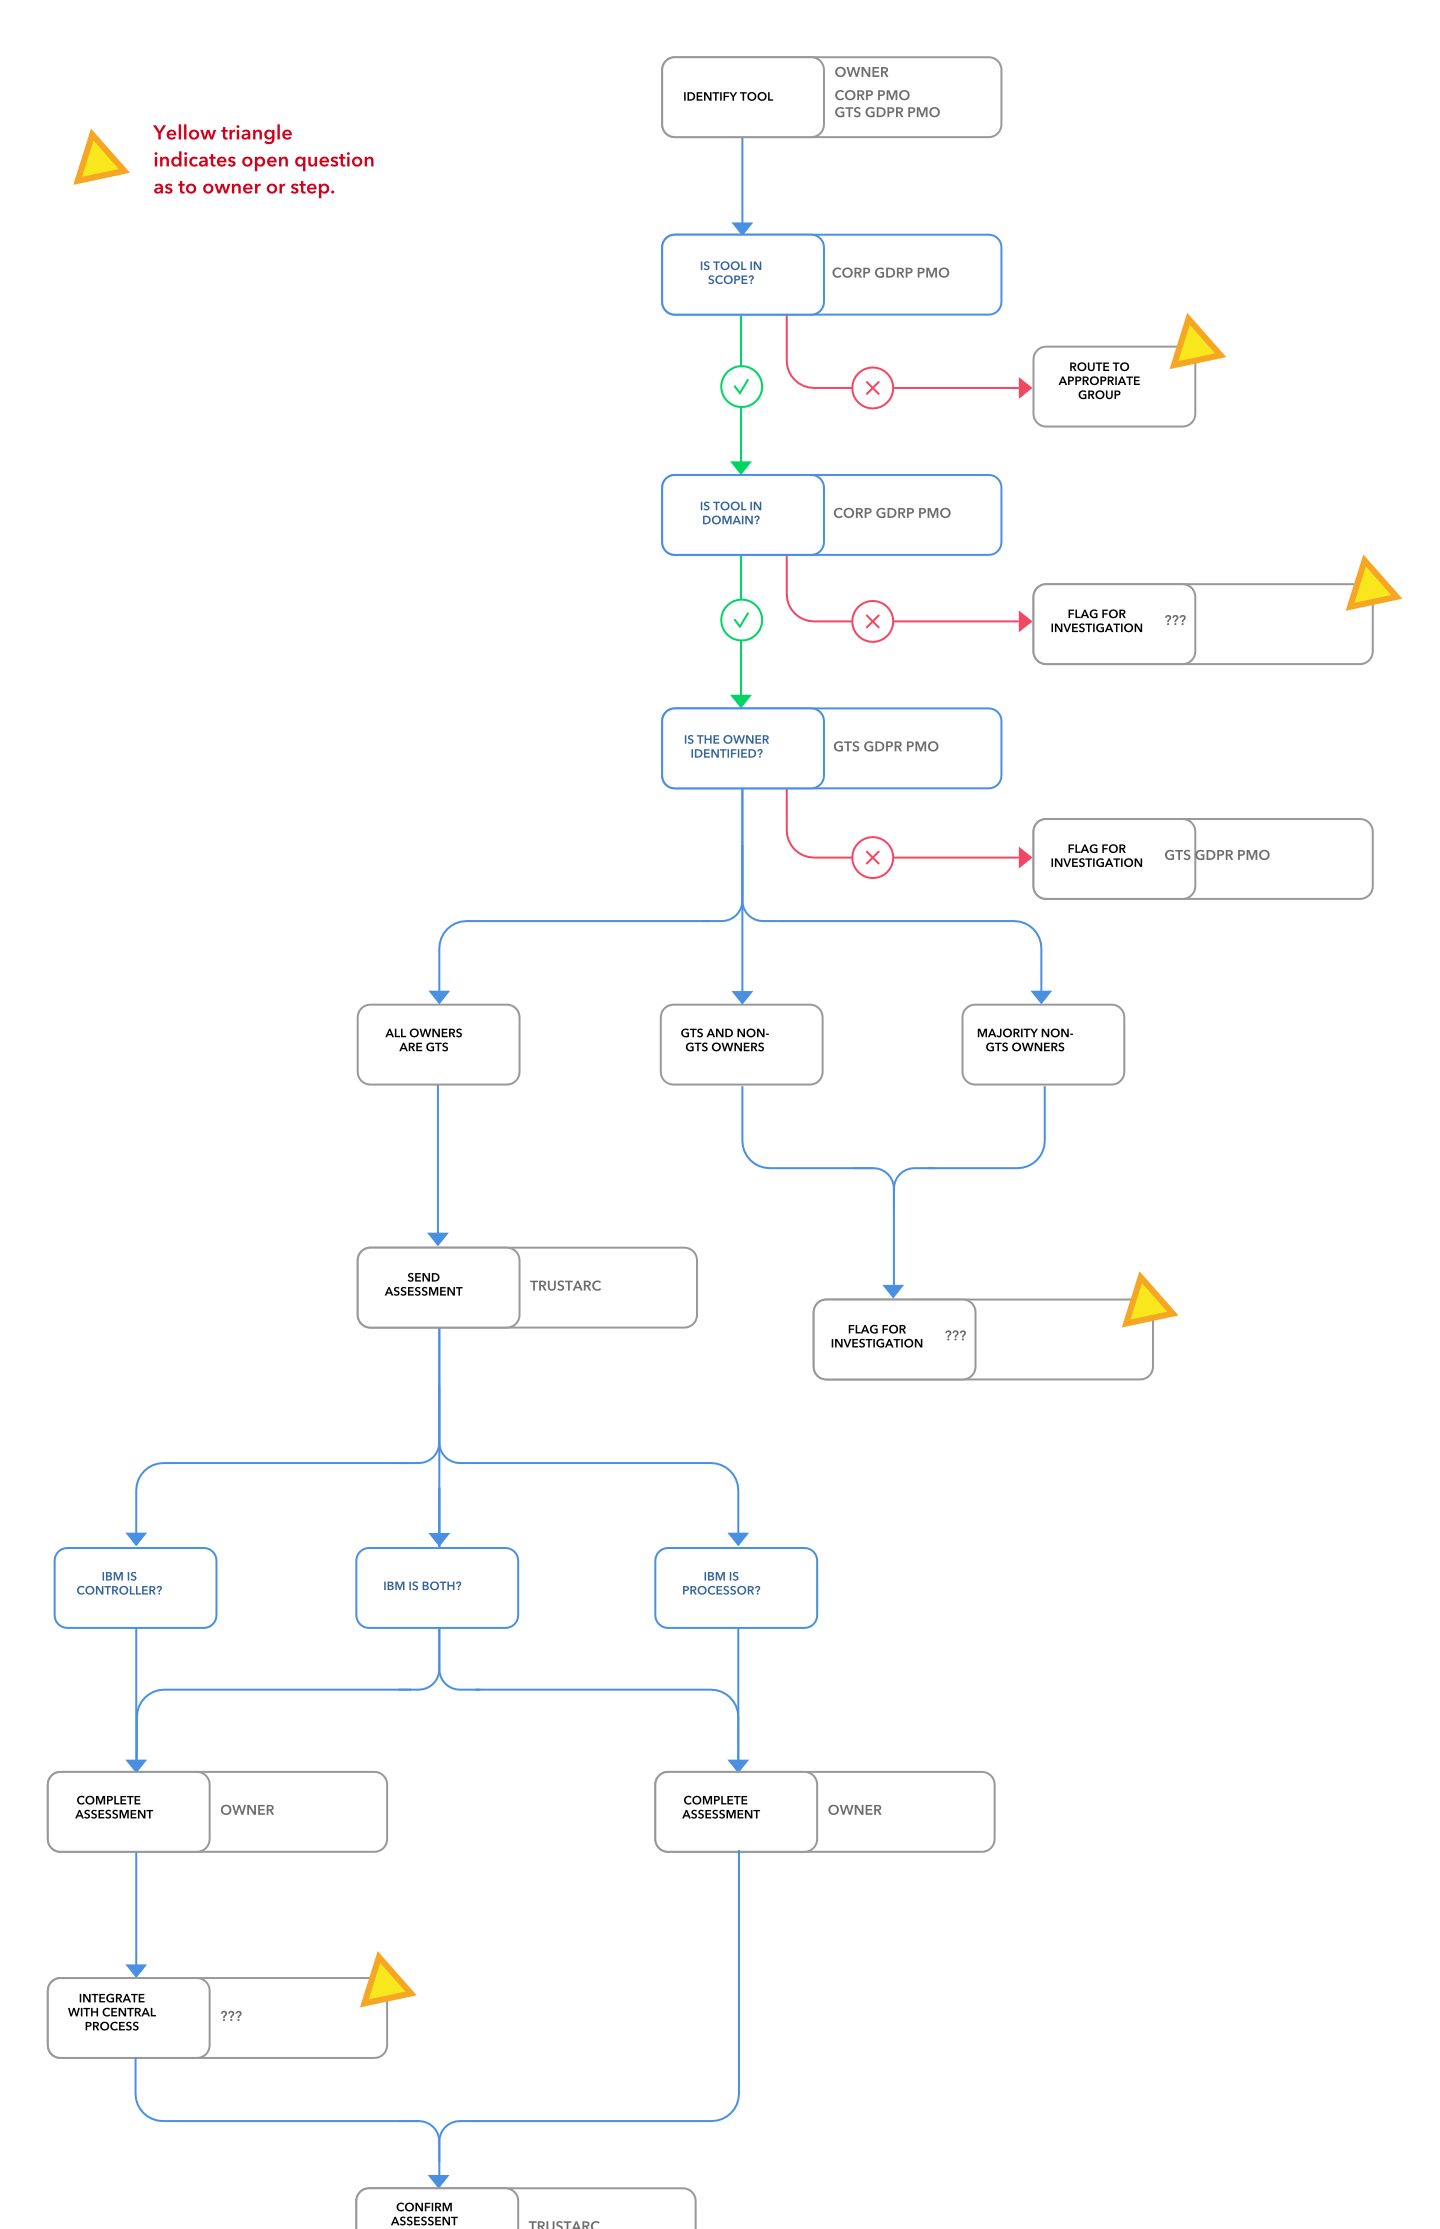 OWNER
IDENTIFY TOOL
CORP PMO
GTS GDPR PMO
Yellow triangle
indicates open question
as to owner or step.
IS TOOL IN
SCOPE?
CORP GDRP PMO
ROUTE TO
APPROPRIATE
GROUP
IS TOOL IN
DOMAIN?
CORP GDRP PMO
FLAG FOR
INVESTIGATION
???
IS THE OWNER
IDENTIFIED?
GTS GDPR PMO
FLAG FOR
INVESTIGATION
GTS GDPR PMO
ALL OWNERS
ARE GTS
GTS AND NON-
GTS OWNERS
MAJORITY NON-
GTS OWNERS
SEND
ASSESSMENT
TRUSTARC
FLAG FOR
INVESTIGATION
???
IBM IS
CONTROLLER?
IBM IS BOTH?
IBM IS
PROCESSOR?
COMPLETE
ASSESSMENT
OWNER
COMPLETE
ASSESSMENT
OWNER
INTEGRATE
WITH CENTRAL
PROCESS
???
CONFIRM
ASSESSENT
TRUSTARC